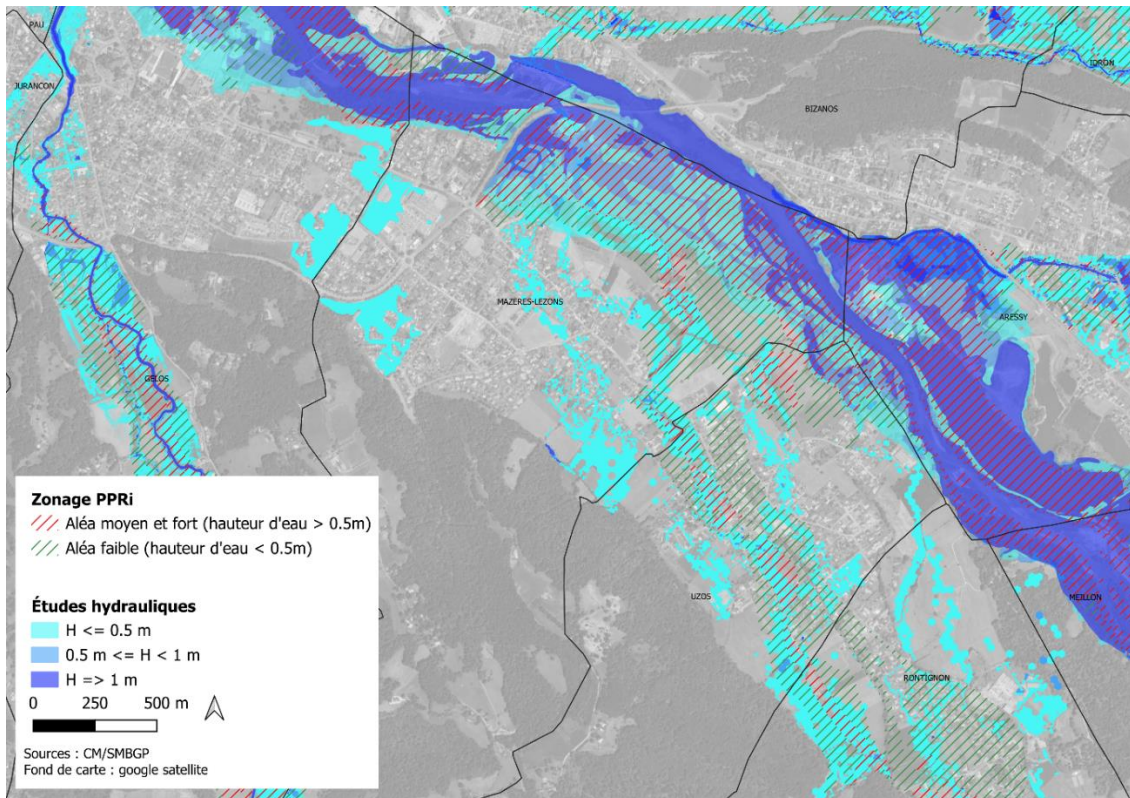 PAU
JURANÇON
IDRON
BIZANOS
MAZERES-LEZONS
ARESSY
GELOS
UZOS
MEILLON
RONTIGNON
Zonage PPRi
Aléa moyen et fort (hauteur d'eau > 0.5m)
Aléa faible (hauteur d'eau < 0.5m)
Études hydrauliques
H <= 0.5 m
0.5 m <= H < 1 m
H => 1 m
0 250 500 m
Sources : CM/SMBGP
Fond de carte : google satellite